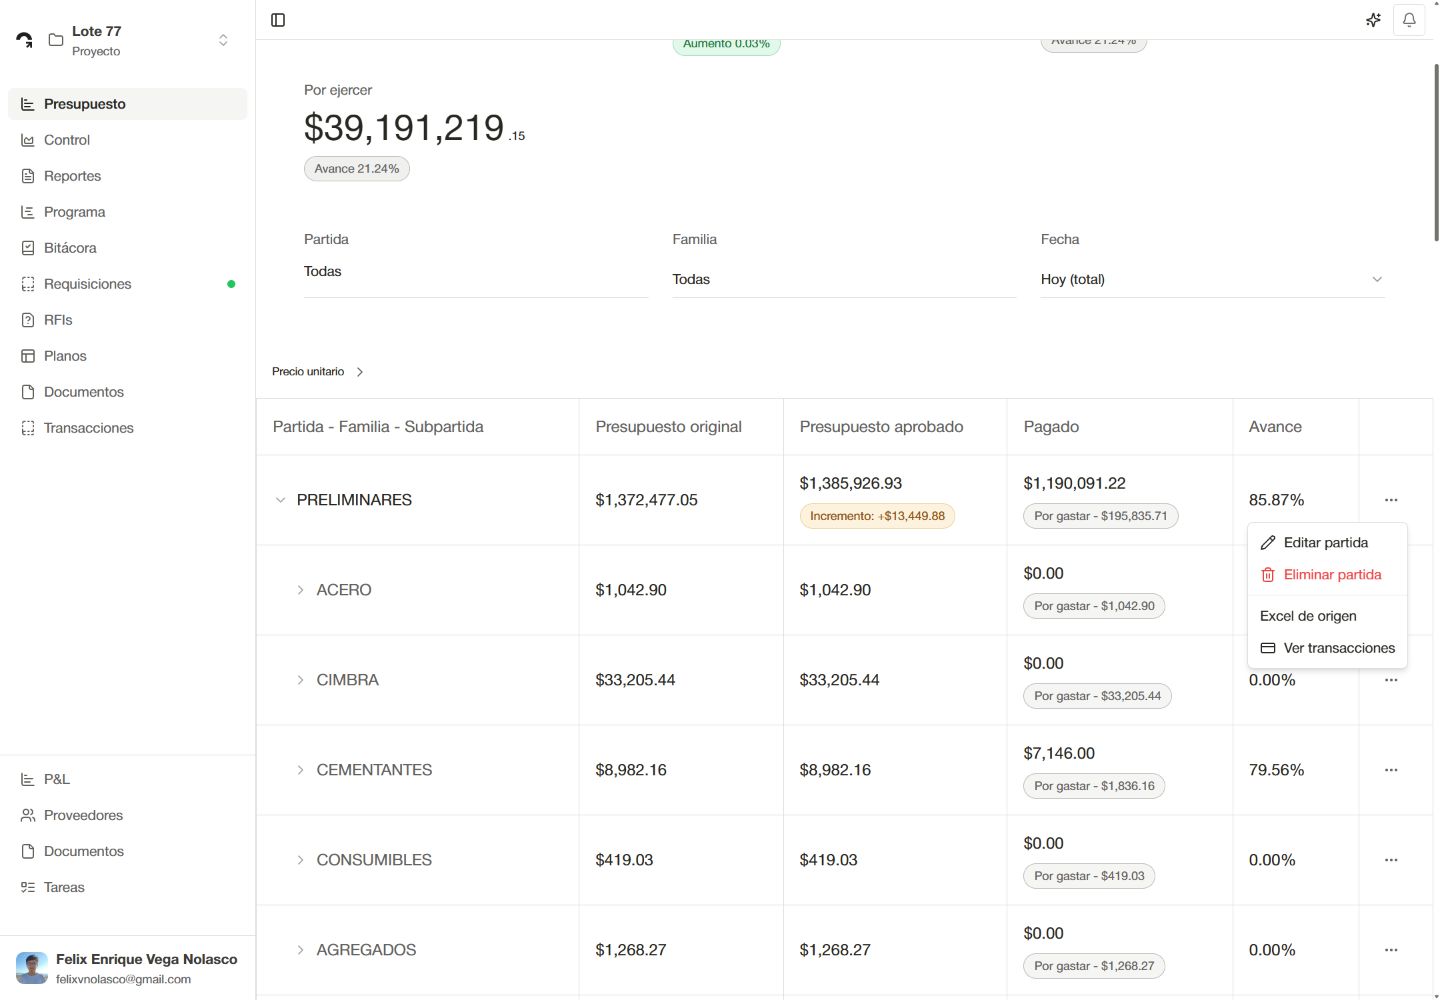 Lote 77
Proyecto
Presupuesto
Control
Reportes
Programa
Bitácora
Requisiciones
RFIs
Planos
Documentos
Transacciones
P&L
Proveedores
Documentos
Tareas
Felix Enrique Vega Nolasco
felixvnolasco@gmail.com
Aumento 0.03%
Avance 21.24%
Por ejercer
$39,191,219.15
Avance 21.24%
Partida
Todas
Familia
Todas
Fecha
Hoy (total)
Precio unitario
Partida - Familia - Subpartida
Presupuesto original
Presupuesto aprobado
Pagado
Avance
PRELIMINARES
$1,372,477.05
$1,385,926.93
Incremento: +$13,449.88
$1,190,091.22
Por gastar - $195,835.71
85.87%
Editar partida
Eliminar partida
Excel de origen
Ver transacciones
ACERO
$1,042.90
$1,042.90
$0.00
Por gastar - $1,042.90
CIMBRA
$33,205.44
$33,205.44
$0.00
Por gastar - $33,205.44
0.00%
CEMENTANTES
$8,982.16
$8,982.16
$7,146.00
Por gastar - $1,836.16
79.56%
CONSUMIBLES
$419.03
$419.03
$0.00
Por gastar - $419.03
0.00%
AGREGADOS
$1,268.27
$1,268.27
$0.00
Por gastar - $1,268.27
0.00%